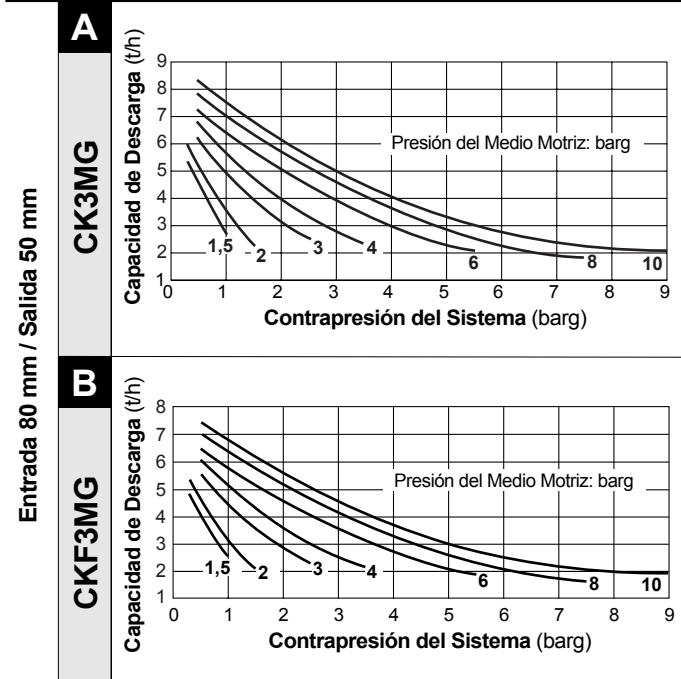 Entrada 80 mm / Salida 50 mm
A
CK3MG
Capacidad de Descarga (t/h)
9
8
7
6
5
4
3
2
1
Presión del Medio Motriz: barg
1,5
2
3
4
6
8
10
0 1 2 3 4 5 6 7 8 9
Contrapresión del Sistema (barg)
B
CKF3MG
Capacidad de Descarga (t/h)
8
7
6
5
4
3
2
1
Presión del Medio Motriz: barg
1,5
2
3
4
6
8
10
0 1 2 3 4 5 6 7 8 9
Contrapresión del Sistema (barg)